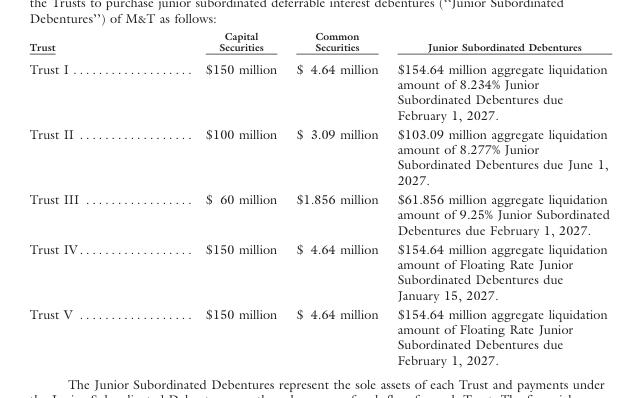 the Trusts to purchase junior subordinated deferrable interest debentures (‘‘Junior Subordinated
Debentures’’) of M&T as follows:
Trust Capital Securities Common Securities Junior Subordinated Debentures
Trust I . . . . . . . . . . . . . . . . . . . $150 million $ 4.64 million $154.64 million aggregate liquidation
amount of 8.234% Junior
Subordinated Debentures due
February 1, 2027.
Trust II . . . . . . . . . . . . . . . . . . $100 million $ 3.09 million $103.09 million aggregate liquidation
amount of 8.277% Junior
Subordinated Debentures due June 1,
2027.
Trust III . . . . . . . . . . . . . . . . . $ 60 million $1.856 million $61.856 million aggregate liquidation
amount of 9.25% Junior Subordinated
Debentures due February 1, 2027.
Trust IV . . . . . . . . . . . . . . . . . . $150 million $ 4.64 million $154.64 million aggregate liquidation
amount of Floating Rate Junior
Subordinated Debentures due
January 15, 2027.
Trust V . . . . . . . . . . . . . . . . . . $150 million $ 4.64 million $154.64 million aggregate liquidation
amount of Floating Rate Junior
Subordinated Debentures due
February 1, 2027.
The Junior Subordinated Debentures represent the sole assets of each Trust and payments under